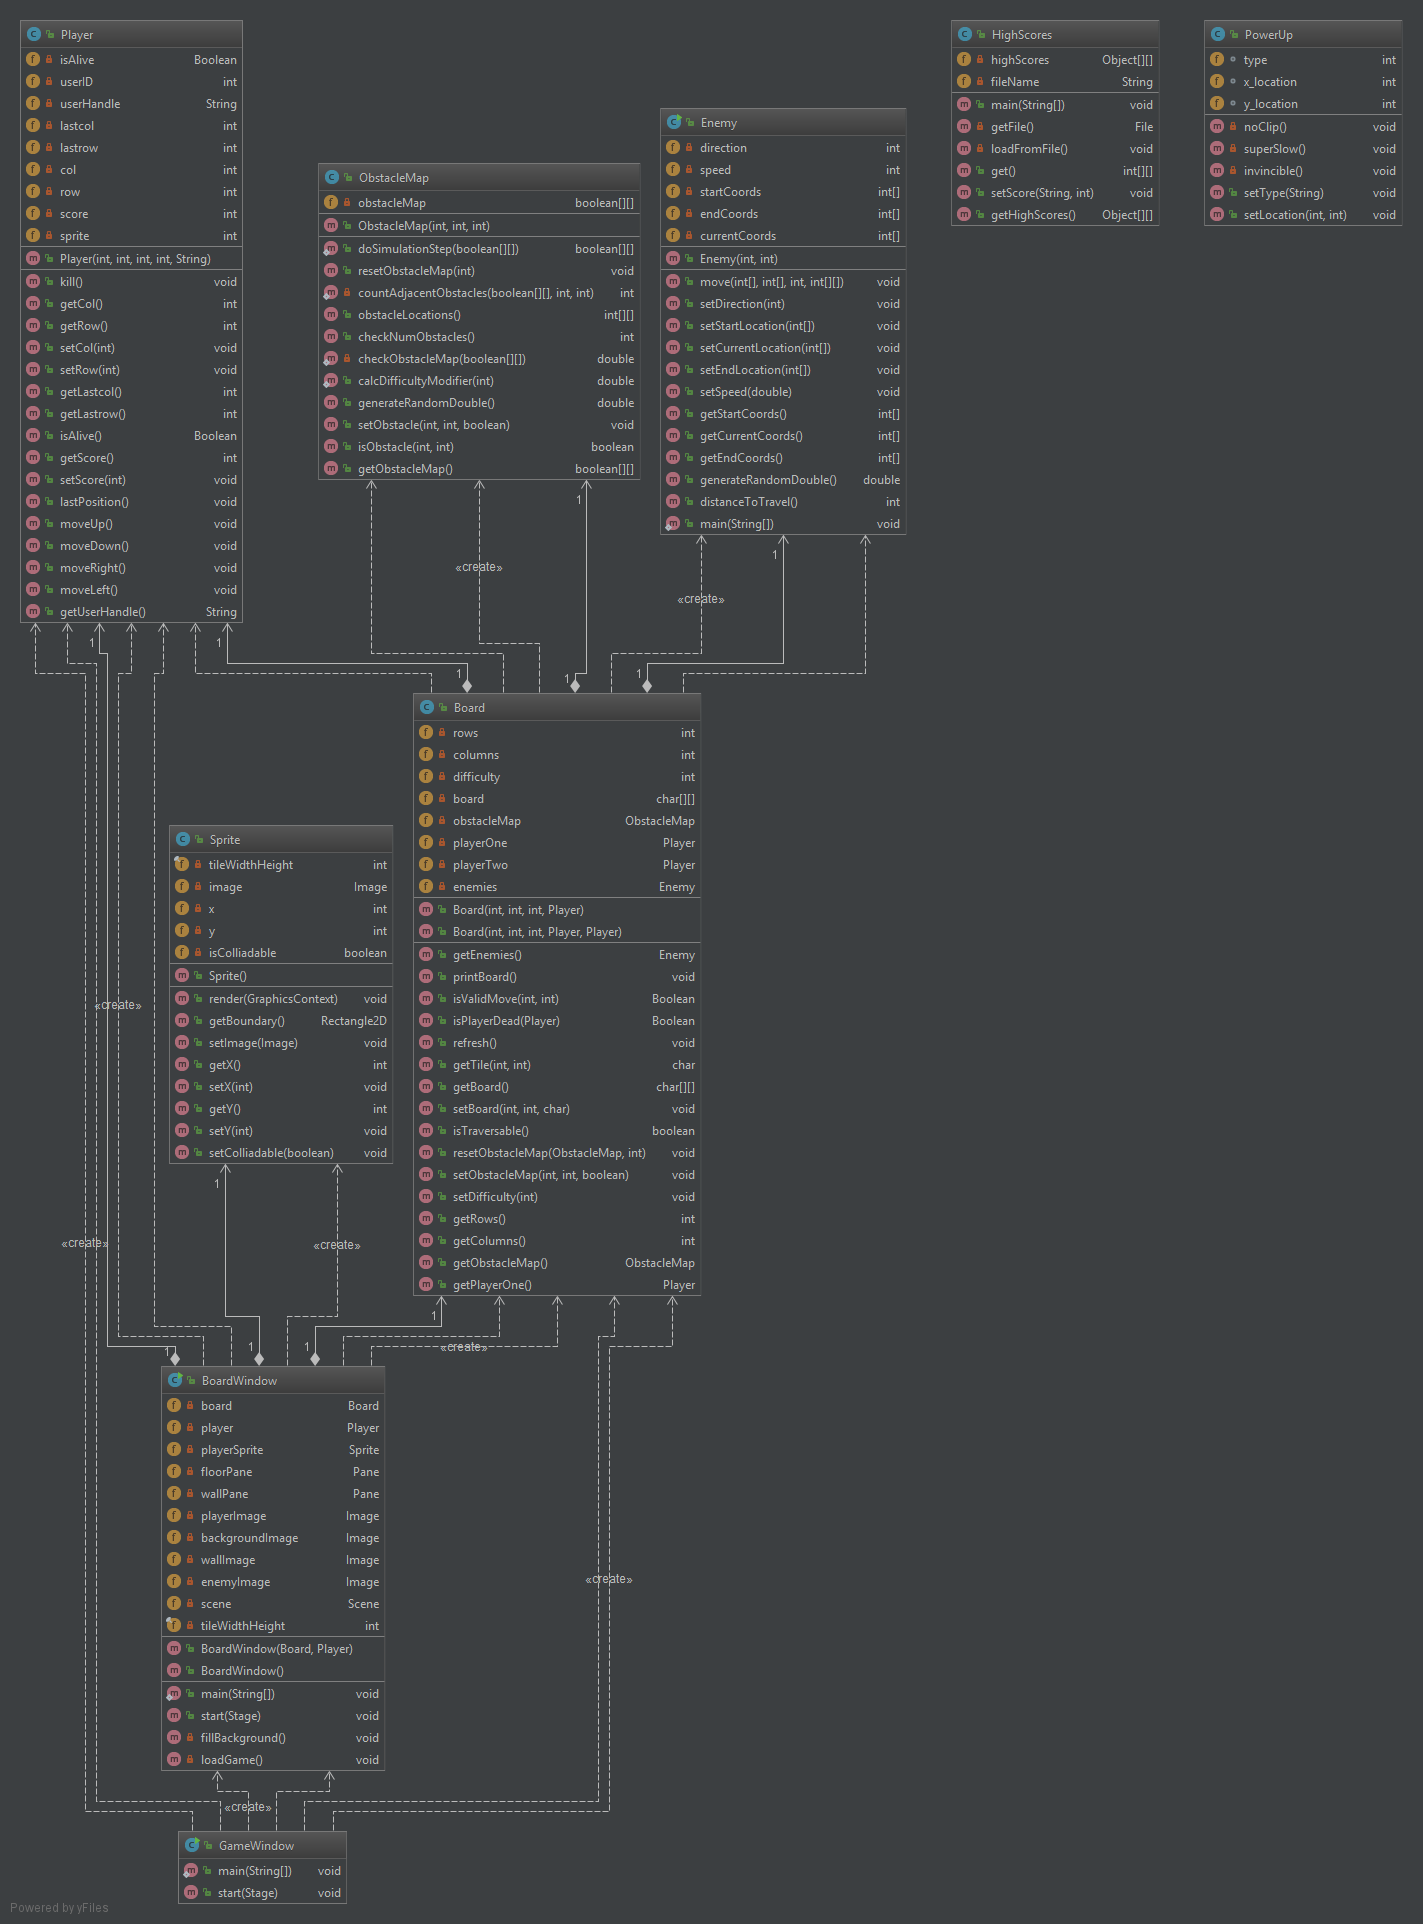 Player
isAlive Boolean
userID int
userHandle String
lastcol int
lastrow int
col int
row int
score int
sprite int
Player(int, int, int, int, String)
kill() void
getCol() int
getRow() int
setCol(int) void
setRow(int) void
getLastcol() int
getLastrow() int
isAlive() Boolean
getScore() int
setScore(int) void
lastPosition() void
moveUp() void
moveDown() void
moveRight() void
moveLeft() void
getUserHandle() String
ObstacleMap
obstacleMap boolean[][]
ObstacleMap(int, int, int)
doSimulationStep(boolean[][]) boolean[][]
resetObstacleMap(int) void
countAdjacentObstacles(boolean[][], int, int) int
obstacleLocations() int[][]
checkNumObstacles() int
checkObstacleMap(boolean[][]) double
calcDifficultyModifier(int) double
generateRandomDouble() double
setObstacle(int, int, boolean) void
isObstacle(int, int) boolean
getObstacleMap() boolean[][]
Enemy
direction int
speed int
startCoords int[]
endCoords int[]
currentCoords int[]
Enemy(int, int)
move(int[], int[], int, int[][]) void
setDirection(int) void
setStartLocation(int[]) void
setCurrentLocation(int[]) void
setEndLocation(int[]) void
setSpeed(double) void
getStartCoords() int[]
getCurrentCoords() int[]
getEndCoords() int[]
generateRandomDouble() double
distanceToTravel() int
main(String[]) void
HighScores
highScores Object[][]
fileName String
main(String[]) void
getFile() File
loadFromFile() void
get() int[][]
setScore(String, int) void
getHighScores() Object[][]
PowerUp
type int
x_location int
y_location int
noClip() void
superSlow() void
invincible() void
setType(String) void
setLocation(int, int) void
1
1
1
1
«create»
«create»
1
1
1
Board
rows int
columns int
difficulty int
board char[][]
obstacleMap ObstacleMap
playerOne Player
playerTwo Player
enemies Enemy
Board(int, int, int, Player)
Board(int, int, int, Player, Player)
getEnemies() Enemy
printBoard() void
isValidMove(int, int) Boolean
isPlayerDead(Player) Boolean
refresh() void
getTile(int, int) char
getBoard() char[][]
setBoard(int, int, char) void
isTraversable() boolean
resetObstacleMap(ObstacleMap, int) void
setObstacleMap(int, int, boolean) void
setDifficulty(int) void
getRows() int
getColumns() int
getObstacleMap() ObstacleMap
getPlayerOne() Player
Sprite
tileWidthHeight int
image Image
x int
y int
isColliadable boolean
Sprite()
render(GraphicsContext) void
getBoundary() Rectangle2D
setImage(Image) void
getX() int
setX(int) void
getY() int
setY(int) void
setColliadable(boolean) void
«create»
«create»
1
«create»
1
«create»
1
1
1
BoardWindow
board Board
player Player
playerSprite Sprite
floorPane Pane
wallPane Pane
playerImage Image
backgroundImage Image
wallImage Image
enemyImage Image
scene Scene
tileWidthHeight int
BoardWindow(Board, Player)
BoardWindow()
main(String[]) void
start(Stage) void
fillBackground() void
loadGame() void
«create»
«create»
GameWindow
main(String[]) void
start(Stage) void
Powered by yFiles